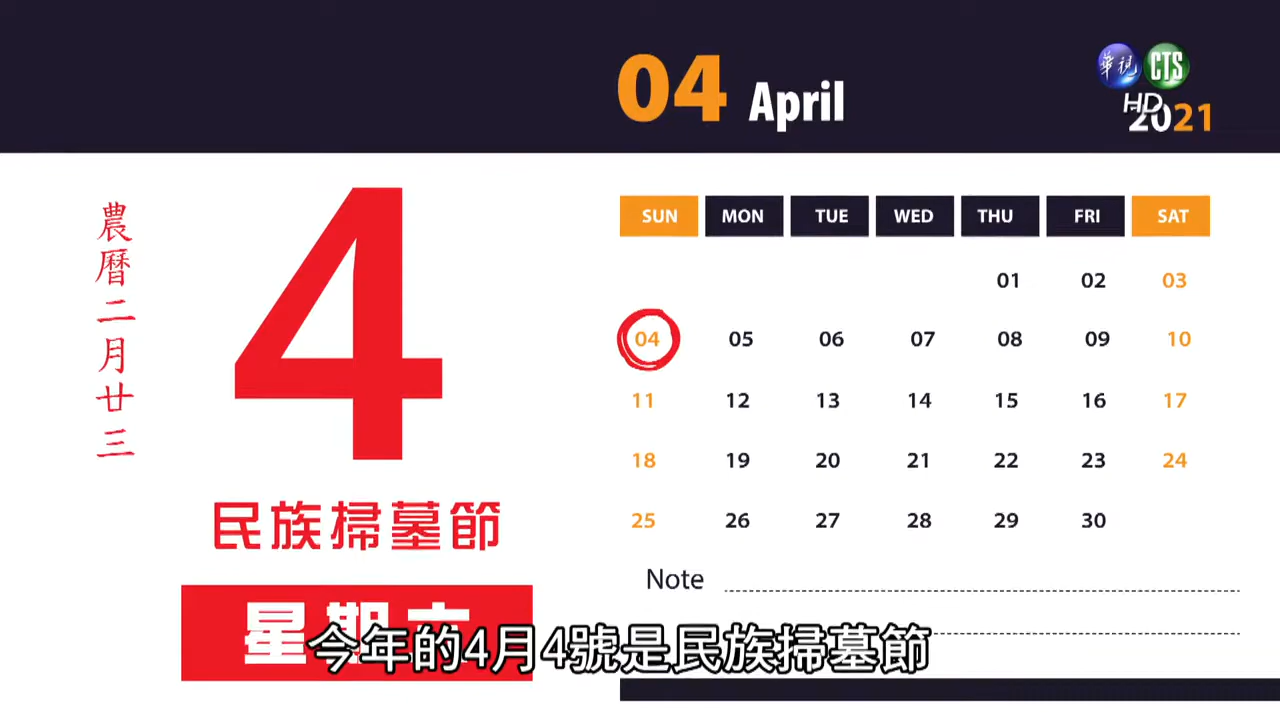 04 April
華視 CTS
HD
2021
農曆二月廿三
4
民族掃墓節
星期六
SUN MON TUE WED THU FRI SAT
01 02 03
04 05 06 07 08 09 10
11 12 13 14 15 16 17
18 19 20 21 22 23 24
25 26 27 28 29 30
Note
今年的4月4號是民族掃墓節